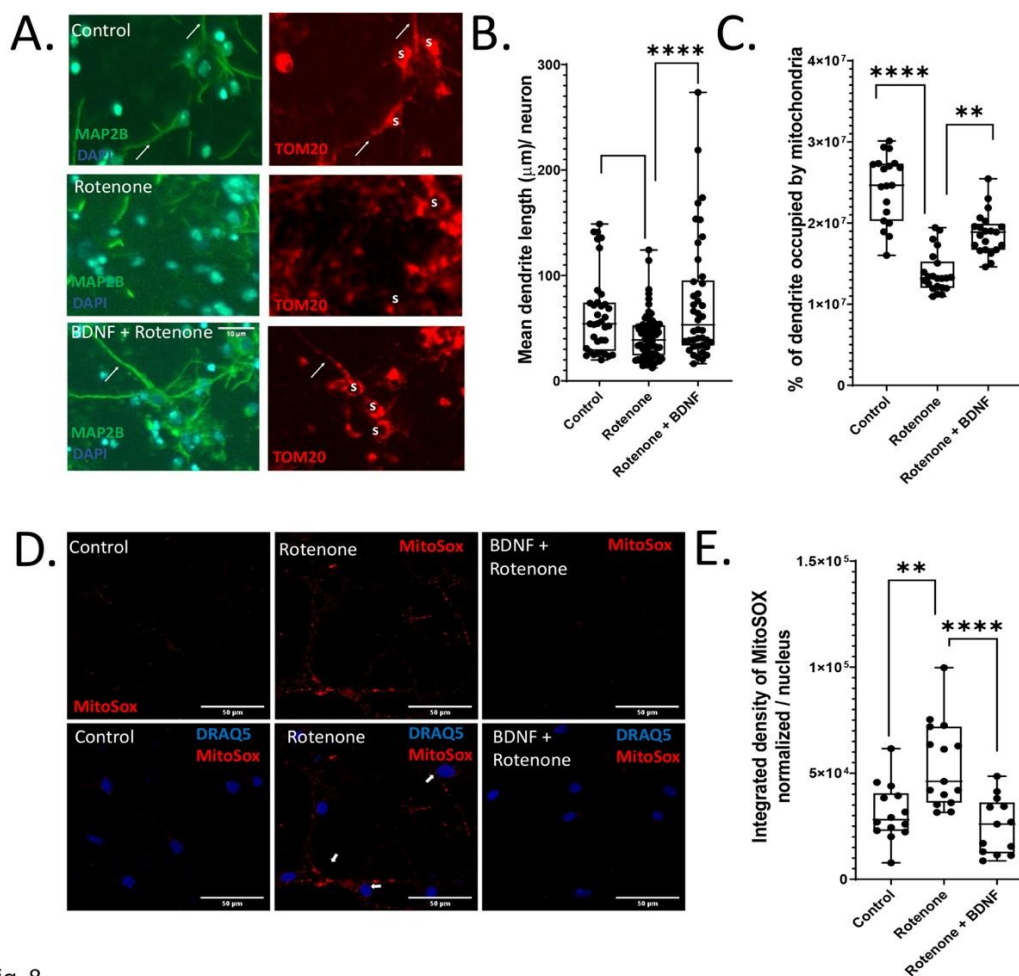 A.
Control
MAP2B
DAPI
S
S
S
TOM20
Rotenone
MAP2B
DAPI
S
S
TOM20
BDNF + Rotenone
10 µm
MAP2B
DAPI
S
S
S
TOM20
B.
****
Mean dendrite length (µm)/ neuron
300
200
100
0
Control
Rotenone
Rotenone + BDNF
C.
****
**
% of dendrite occupied by mitochondria
4×10⁷
3×10⁷
2×10⁷
1×10⁷
0
Control
Rotenone
Rotenone + BDNF
D.
Control
MitoSox
50 µm
Rotenone
MitoSox
50 µm
BDNF +
Rotenone
MitoSox
50 µm
Control
DRAQ5
MitoSox
50 µm
Rotenone
DRAQ5
MitoSox
50 µm
BDNF +
Rotenone
DRAQ5
MitoSox
50 µm
E.
**
****
Integrated density of MitoSOX
normalized / nucleus
1.5×10⁵
1×10⁵
5×10⁴
0
Control
Rotenone
Rotenone + BDNF